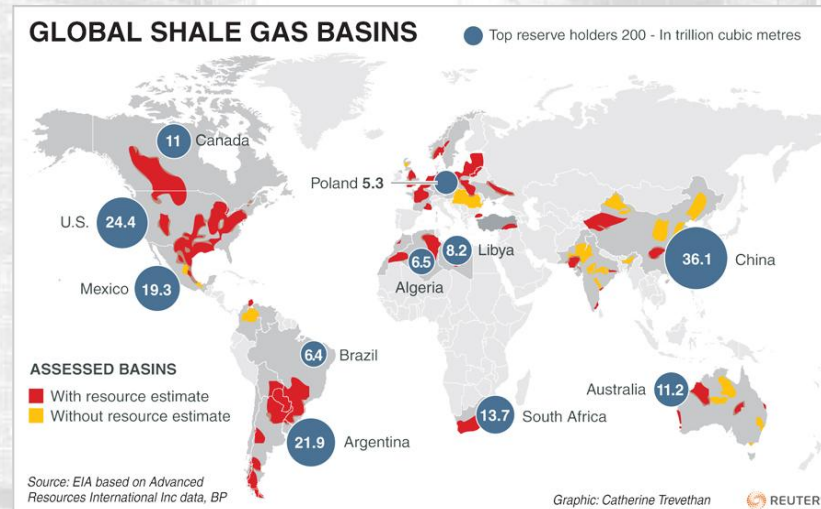 GLOBAL SHALE GAS BASINS
Top reserve holders 200 - In trillion cubic metres
11 Canada
Poland 5.3
U.S. 24.4
8.2 Libya
6.5
Algeria
36.1 China
Mexico 19.3
6.4 Brazil
ASSESSED BASINS
With resource estimate
Without resource estimate
Australia 11.2
13.7 South Africa
21.9 Argentina
Source: EIA based on Advanced
Resources International Inc data, BP
Graphic: Catherine Trevethan
REUTER